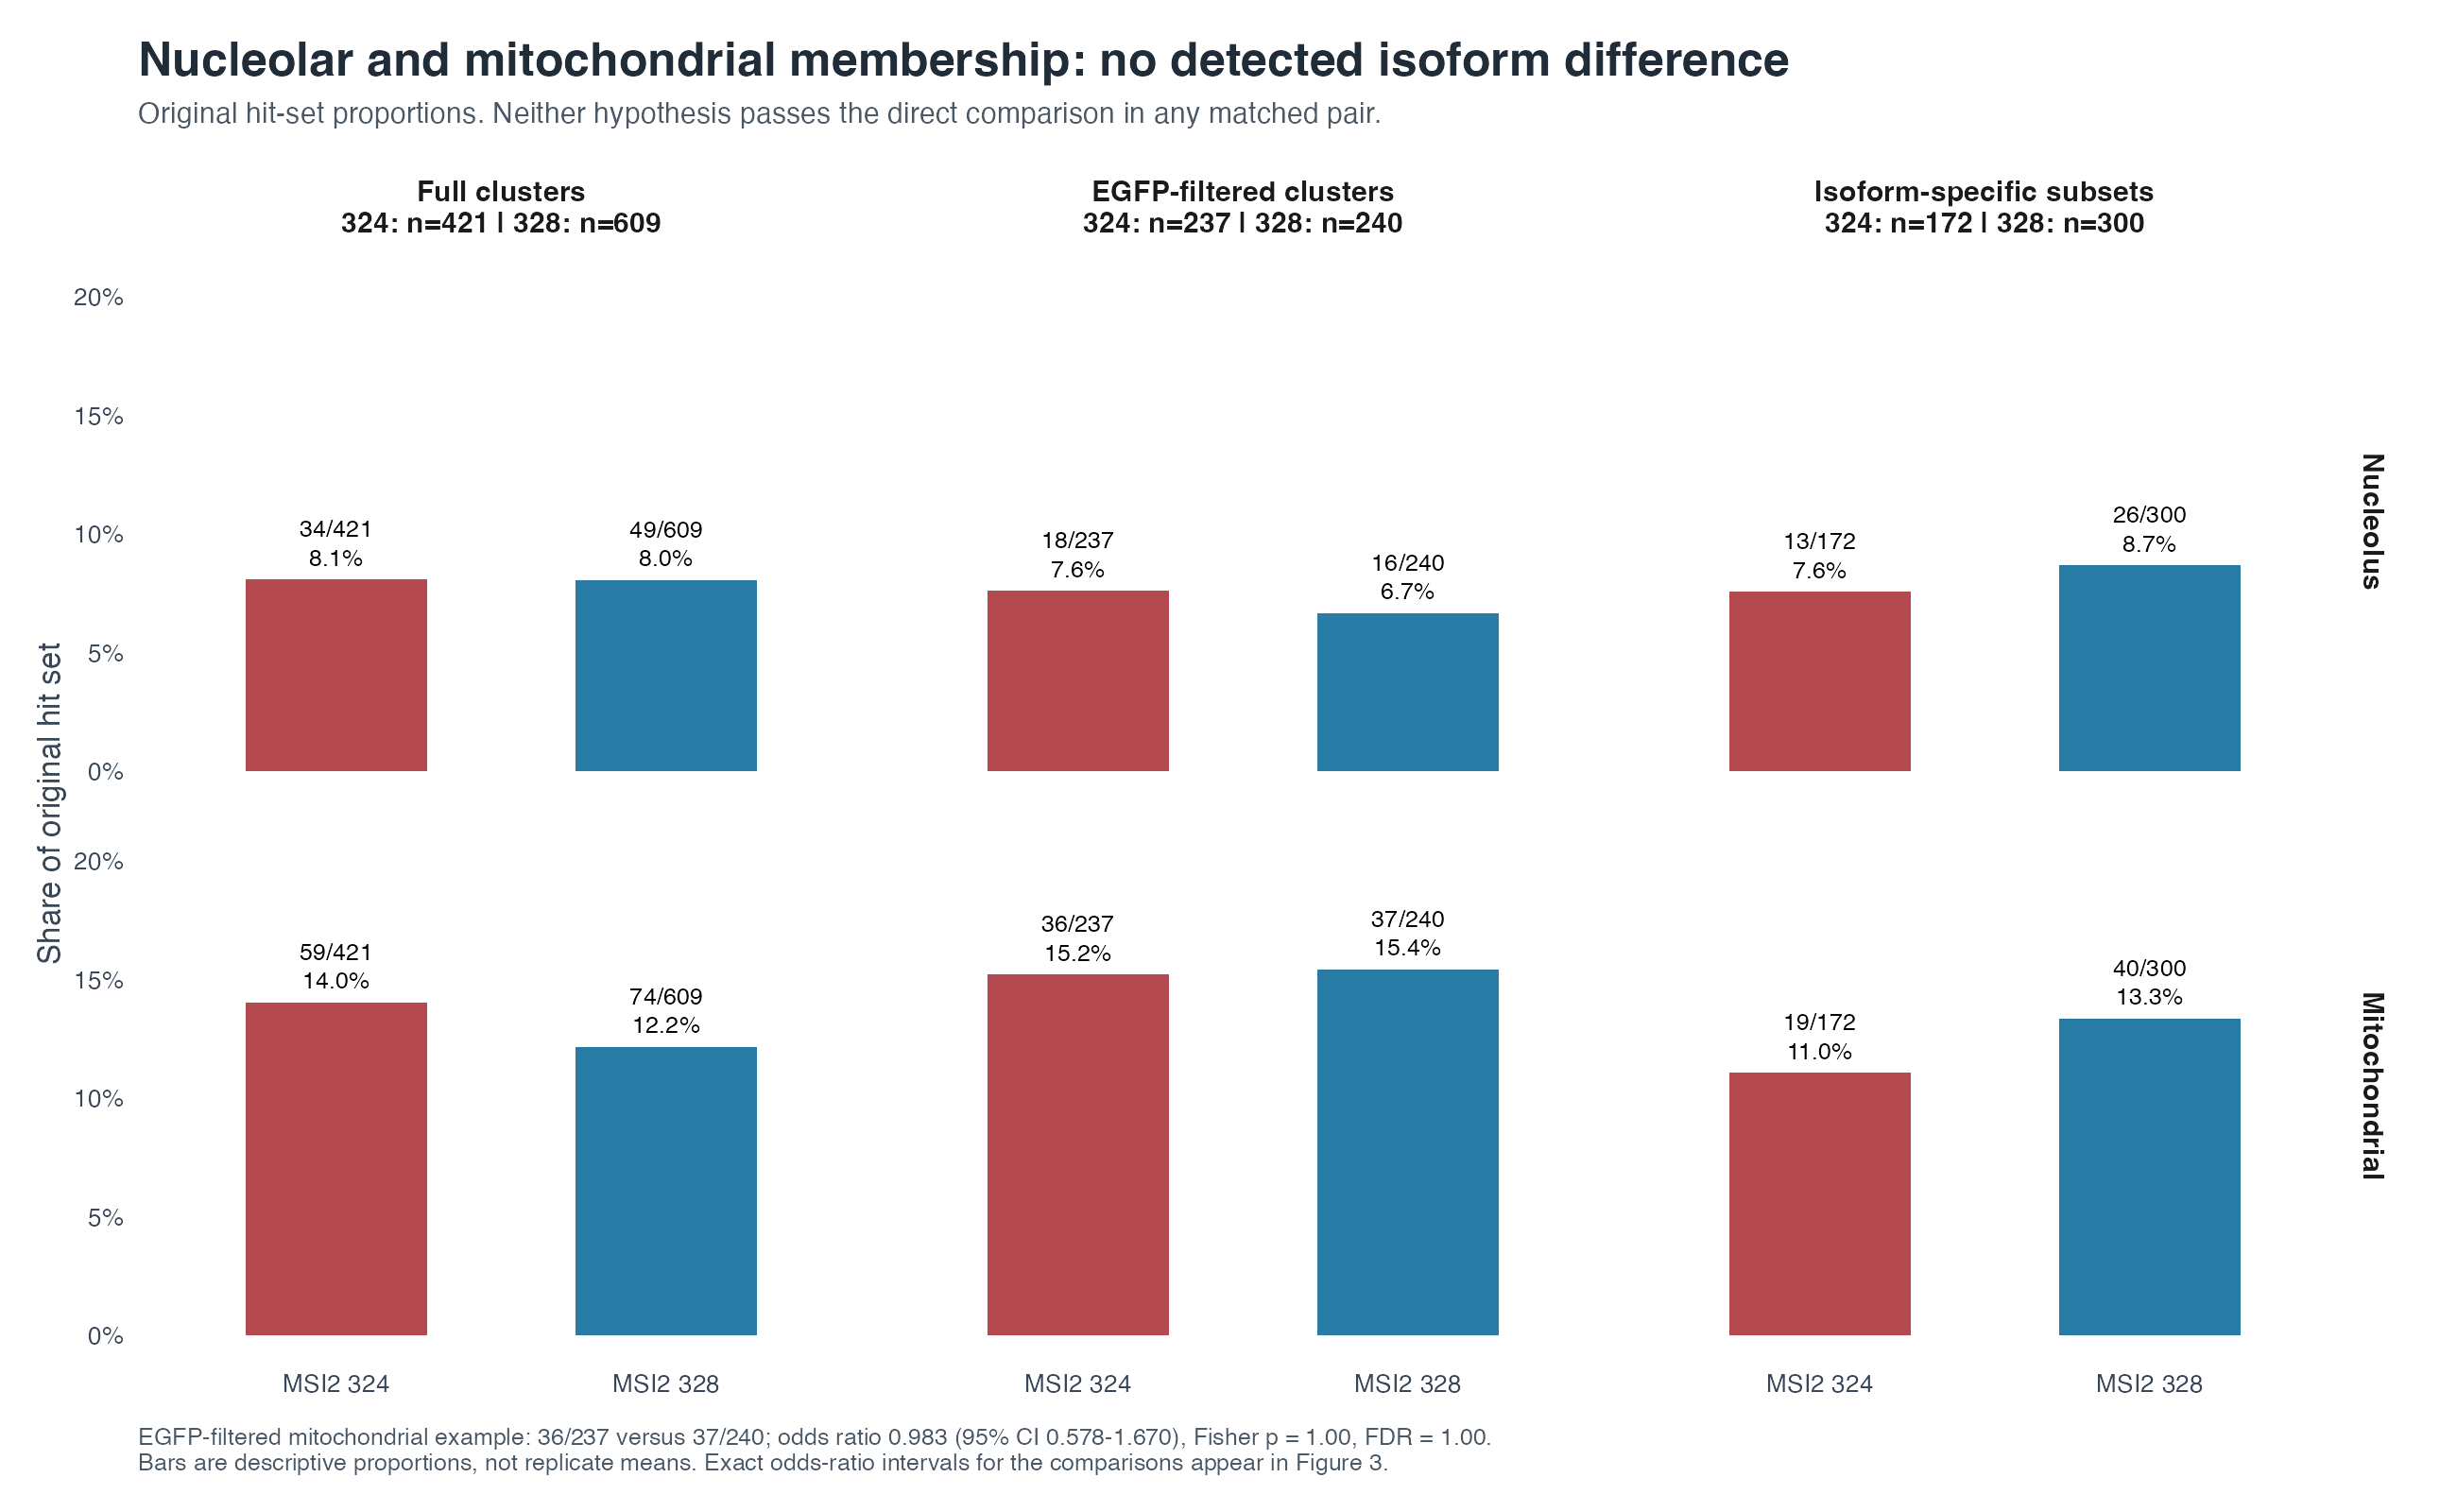 Nucleolar and mitochondrial membership: no detected isoform difference
Original hit-set proportions. Neither hypothesis passes the direct comparison in any matched pair.
Full clusters
324: n=421 | 328: n=609
EGFP-filtered clusters
324: n=237 | 328: n=240
Isoform-specific subsets
324: n=172 | 328: n=300
Share of original hit set
20%
15%
10%
5%
0%
34/421
8.1%
49/609
8.0%
18/237
7.6%
16/240
6.7%
13/172
7.6%
26/300
8.7%
Nucleolus
20%
15%
10%
5%
0%
59/421
14.0%
74/609
12.2%
36/237
15.2%
37/240
15.4%
19/172
11.0%
40/300
13.3%
Mitochondrial
MSI2 324
MSI2 328
MSI2 324
MSI2 328
MSI2 324
MSI2 328
EGFP-filtered mitochondrial example: 36/237 versus 37/240; odds ratio 0.983 (95% CI 0.578-1.670), Fisher p = 1.00, FDR = 1.00.
Bars are descriptive proportions, not replicate means. Exact odds-ratio intervals for the comparisons appear in Figure 3.